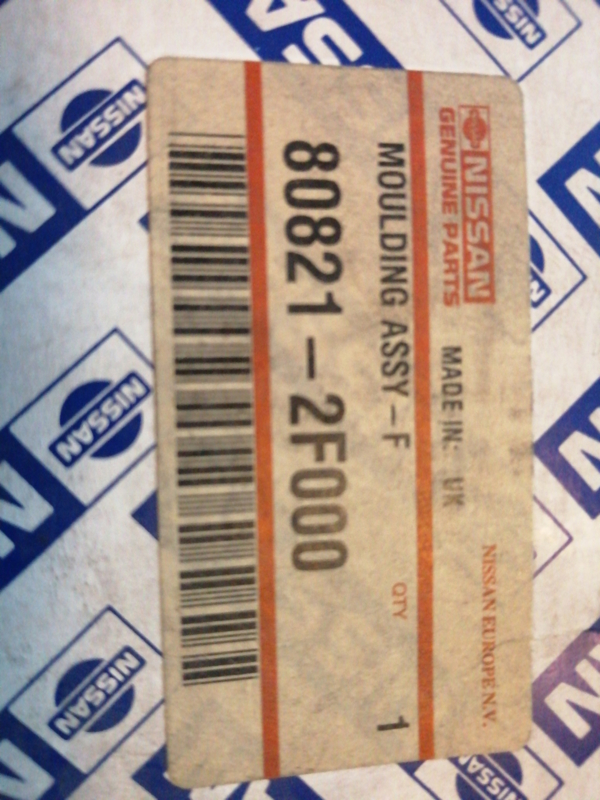 NISSAN
GENUINE PARTS
MADE IN: UK
NISSAN EUROPE N.V.
MOULDING ASSY-F
QTY
1
80821-2F000
NISSAN
NISSAN
NISSAN